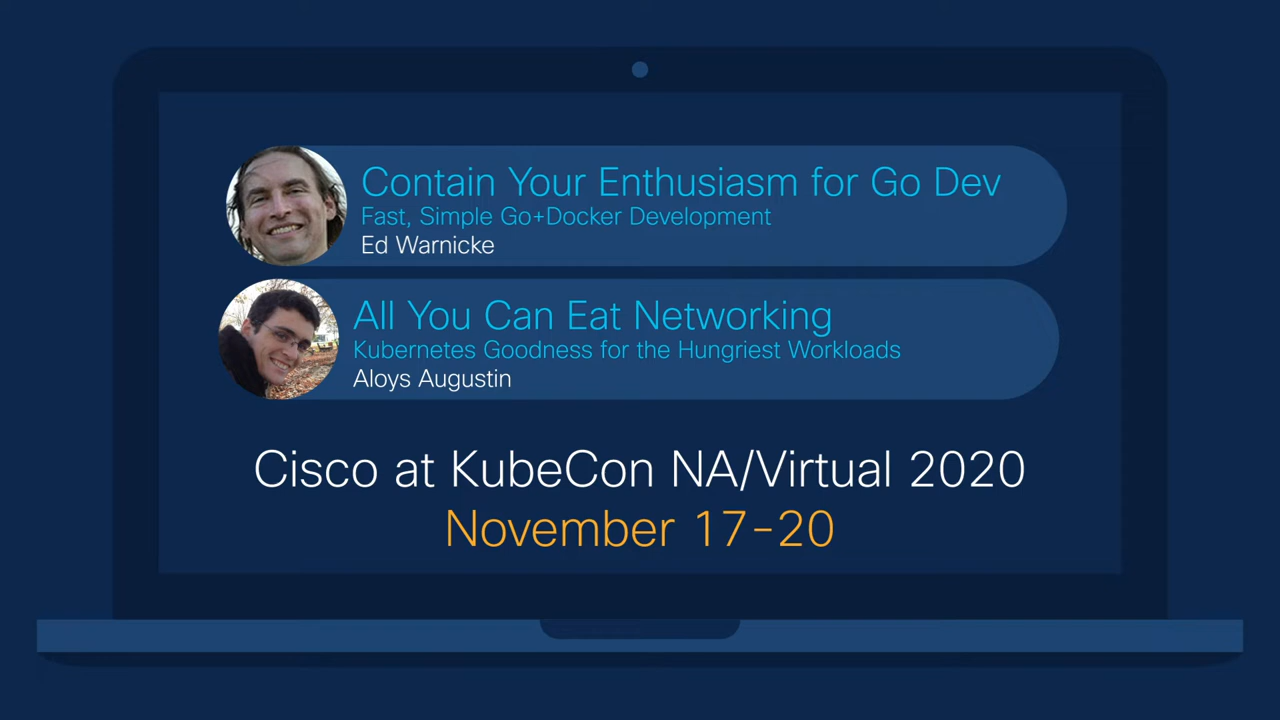 Contain Your Enthusiasm for Go Dev
Fast, Simple Go+Docker Development
Ed Warnicke
All You Can Eat Networking
Kubernetes Goodness for the Hungriest Workloads
Aloys Augustin
Cisco at KubeCon NA/Virtual 2020
November 17-20